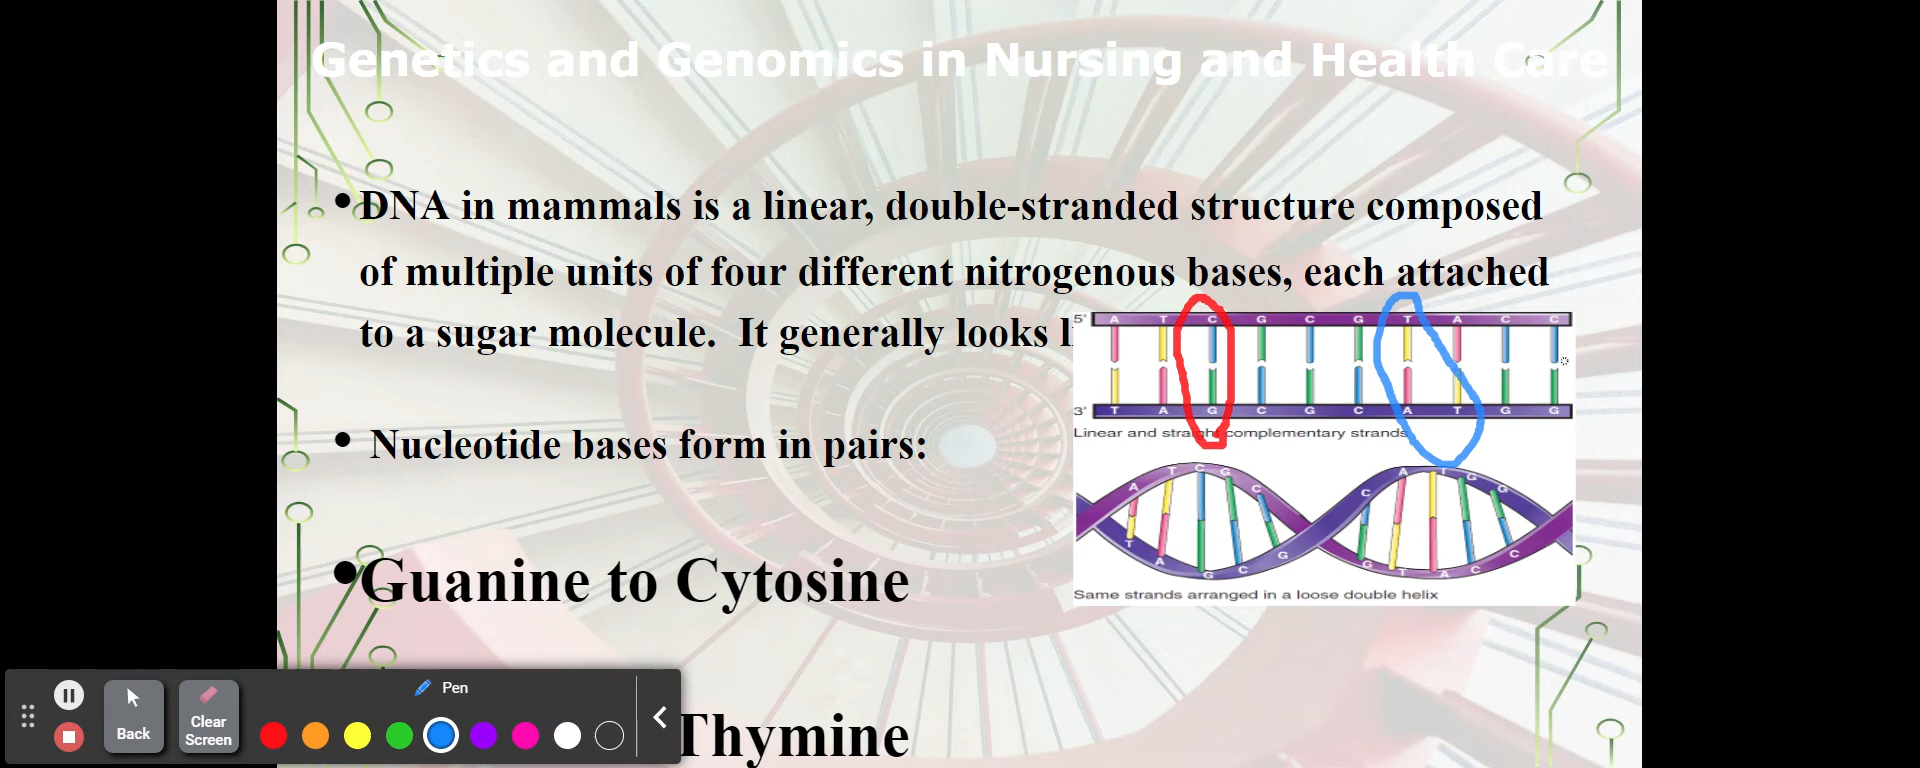 Genetics and Genomics in Nursing and Health Care
•DNA in mammals is a linear, double-stranded structure composed
of multiple units of four different nitrogenous bases, each attached
to a sugar molecule. It generally looks l
• Nucleotide bases form in pairs:
•Guanine to Cytosine
Thymine
5' A T C G C G T A C C
3' T A G C G C A T G G
Linear and straight complementary strands
A T C G C C A T G G
T A G C G G T A C C
Same strands arranged in a loose double helix
Pen
Back
Clear
Screen